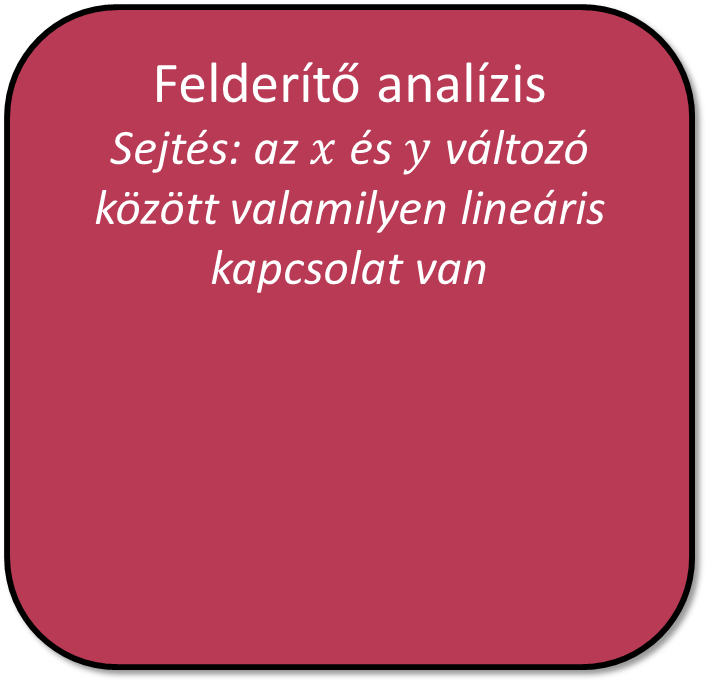 Felderítő analízis
Sejtés: az x és y változó
között valamilyen lineáris
kapcsolat van